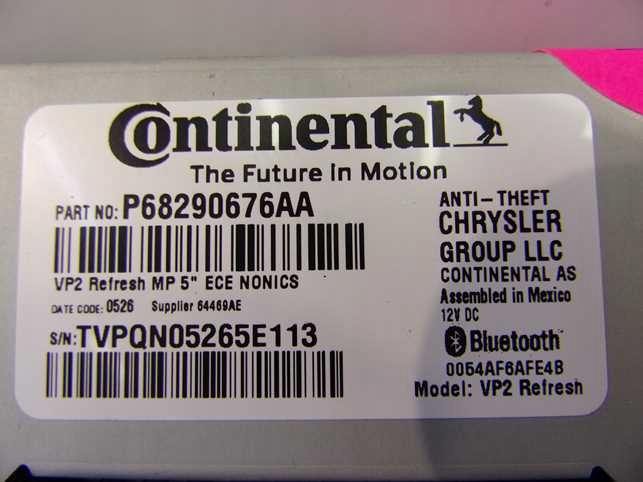 Continental
The Future in Motion
PART NO: P68290676AA
VP2 Refresh MP 5" ECE NONICS
DATE CODE: 0526 Supplier 64469AE
S/N: TVPQN05265E113
ANTI-THEFT
CHRYSLER
GROUP LLC
CONTINENTAL AS
Assembled in Mexico
12V DC
Bluetooth
0054AF6AFE4B
Model: VP2 Refresh